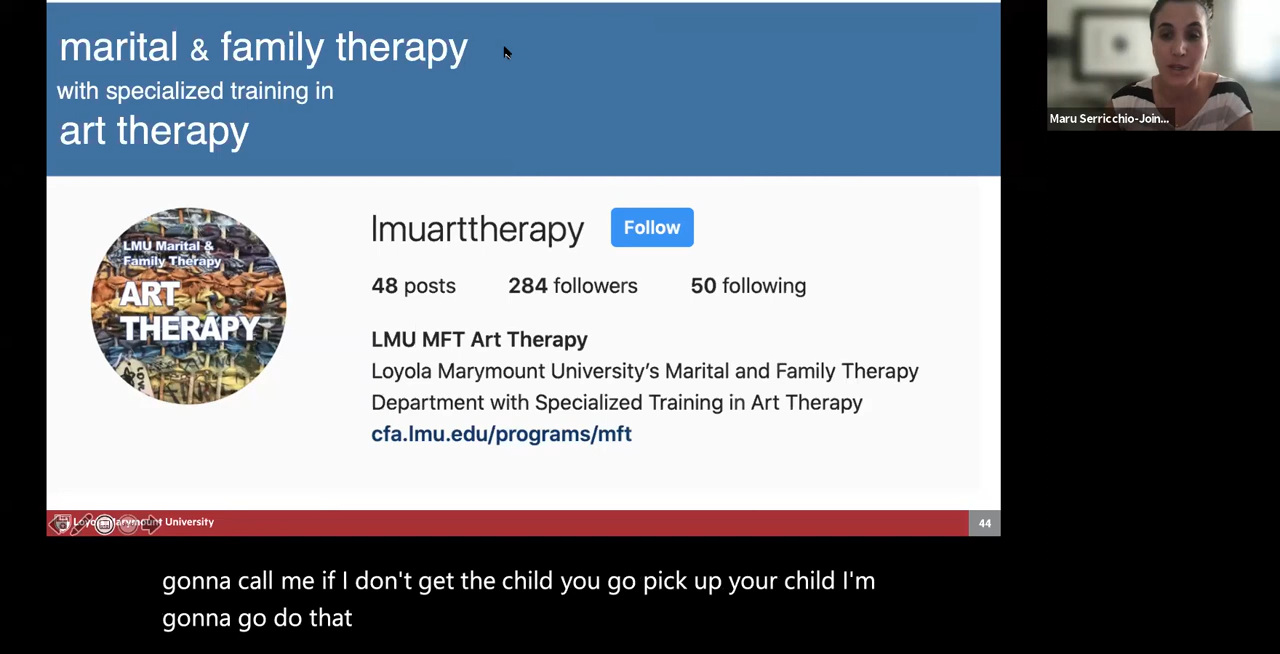 marital & family therapy
with specialized training in
art therapy
Maru Serricchio-Join...
LMU Marital &
Family Therapy
ART
THERAPY
lmuarttherapy
Follow
48 posts 284 followers 50 following
LMU MFT Art Therapy
Loyola Marymount University’s Marital and Family Therapy
Department with Specialized Training in Art Therapy
cfa.lmu.edu/programs/mft
Loyola Marymount University
44
gonna call me if I don't get the child you go pick up your child I'm
gonna go do that